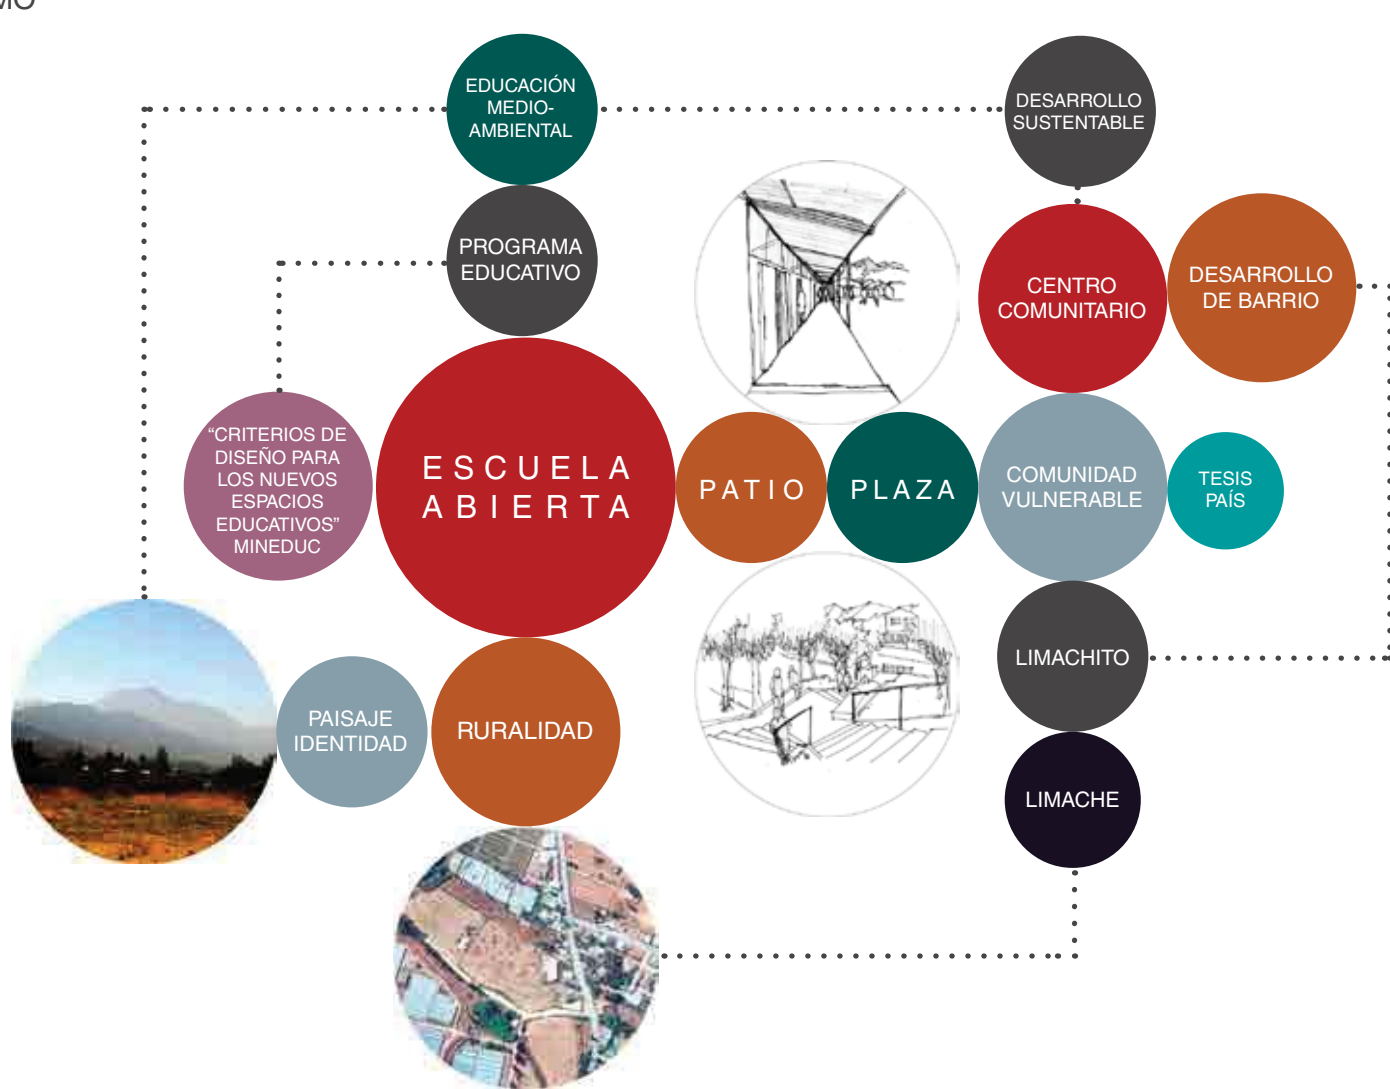 EDUCACIÓN
MEDIO-
AMBIENTAL
DESARROLLO
SUSTENTABLE
PROGRAMA
EDUCATIVO
CENTRO
COMUNITARIO
DESARROLLO
DE BARRIO
“CRITERIOS DE
DISEÑO PARA
LOS NUEVOS
ESPACIOS
EDUCATIVOS”
MINEDUC
ESCUELA
ABIERTA
PATIO
PLAZA
COMUNIDAD
VULNERABLE
TESIS
PAÍS
LIMACHITO
PAISAJE
IDENTIDAD
RURALIDAD
LIMACHE